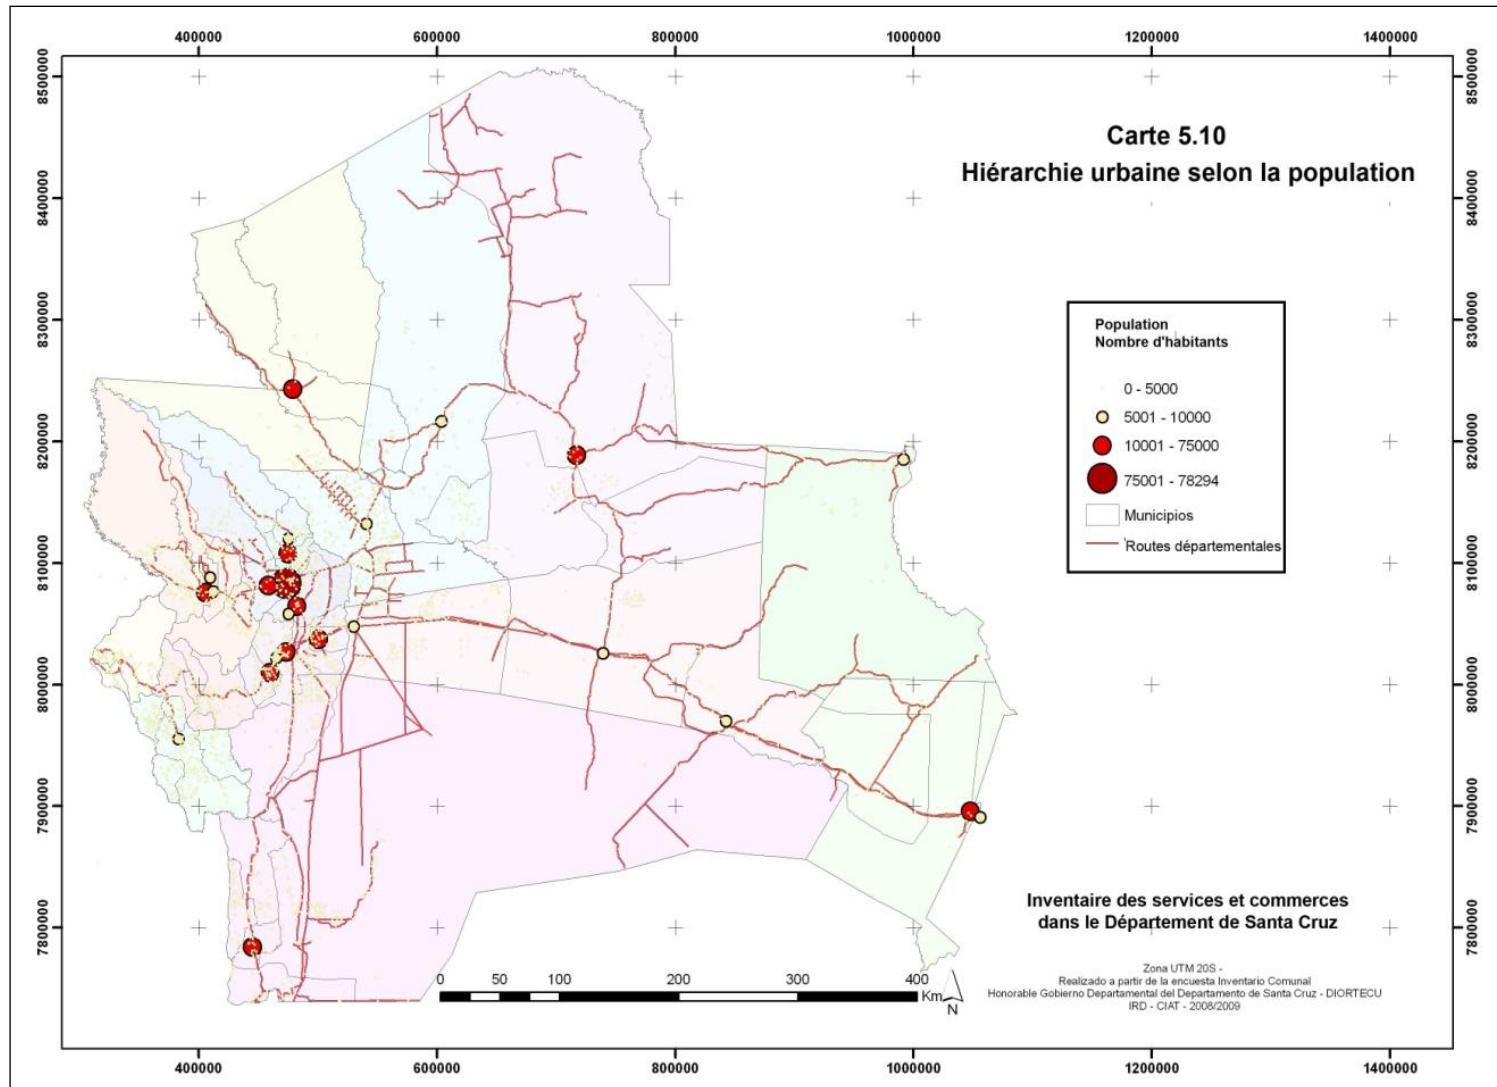 400000 600000 800000 1000000 1200000 1400000
8500000 8400000 8300000 8200000 8100000 8000000 7900000 7800000
8500000 8400000 8300000 8200000 8100000 8000000 7900000 7800000
Carte 5.10
Hiérarchie urbaine selon la population
Population
Nombre d'habitants
0 - 5000
5001 - 10000
10001 - 75000
75001 - 78294
Municipios
Routes départementales
Inventaire des services et commerces
dans le Département de Santa Cruz
0 50 100 200 300 400
Km
N
Zona UTM 20S -
Realizado a partir de la encuesta Inventario Comunal
Honorable Gobierno Departamental del Departamento de Santa Cruz - DIORTECU
IRD - CIAT - 2008/2009
400000 600000 800000 1000000 1200000 1400000